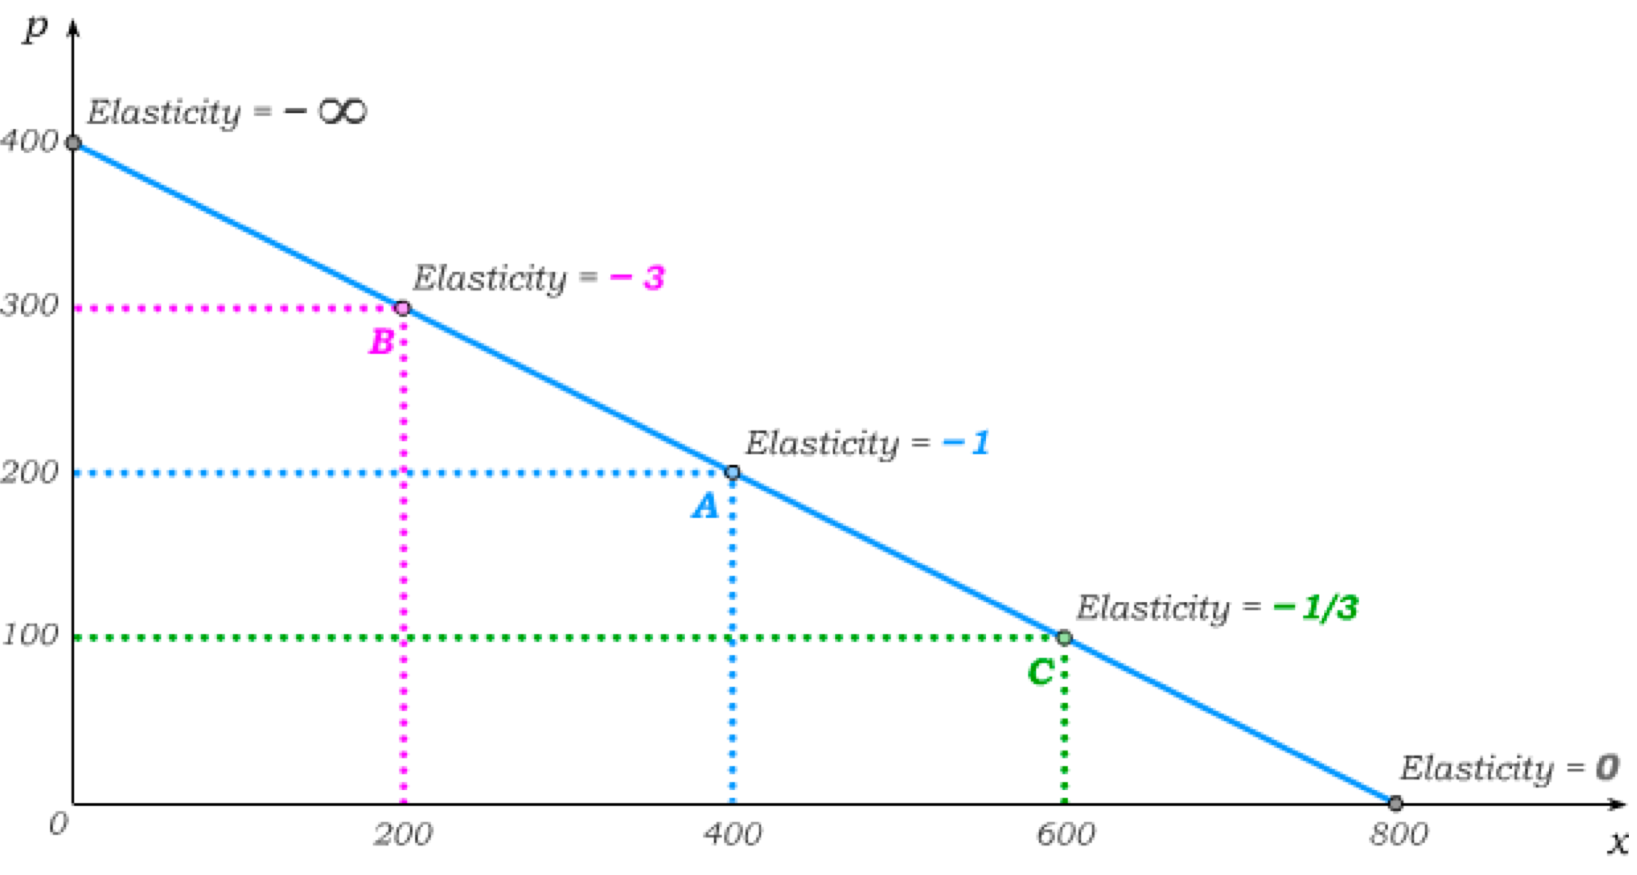 p
Elasticity = – ∞
400
Elasticity = – 3
300
B
Elasticity = – 1
200
A
Elasticity = – 1/3
100
C
Elasticity = 0
0
200
400
600
800
x